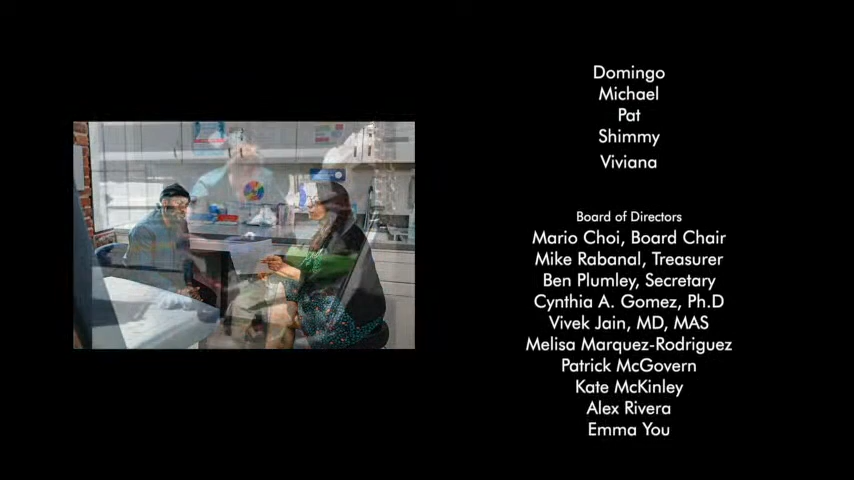 Domingo
Michael
Pat
Shimmy
Viviana
Board of Directors
Mario Choi, Board Chair
Mike Rabanal, Treasurer
Ben Plumley, Secretary
Cynthia A. Gomez, Ph.D
Vivek Jain, MD, MAS
Melisa Marquez-Rodriguez
Patrick McGovern
Kate McKinley
Alex Rivera
Emma You